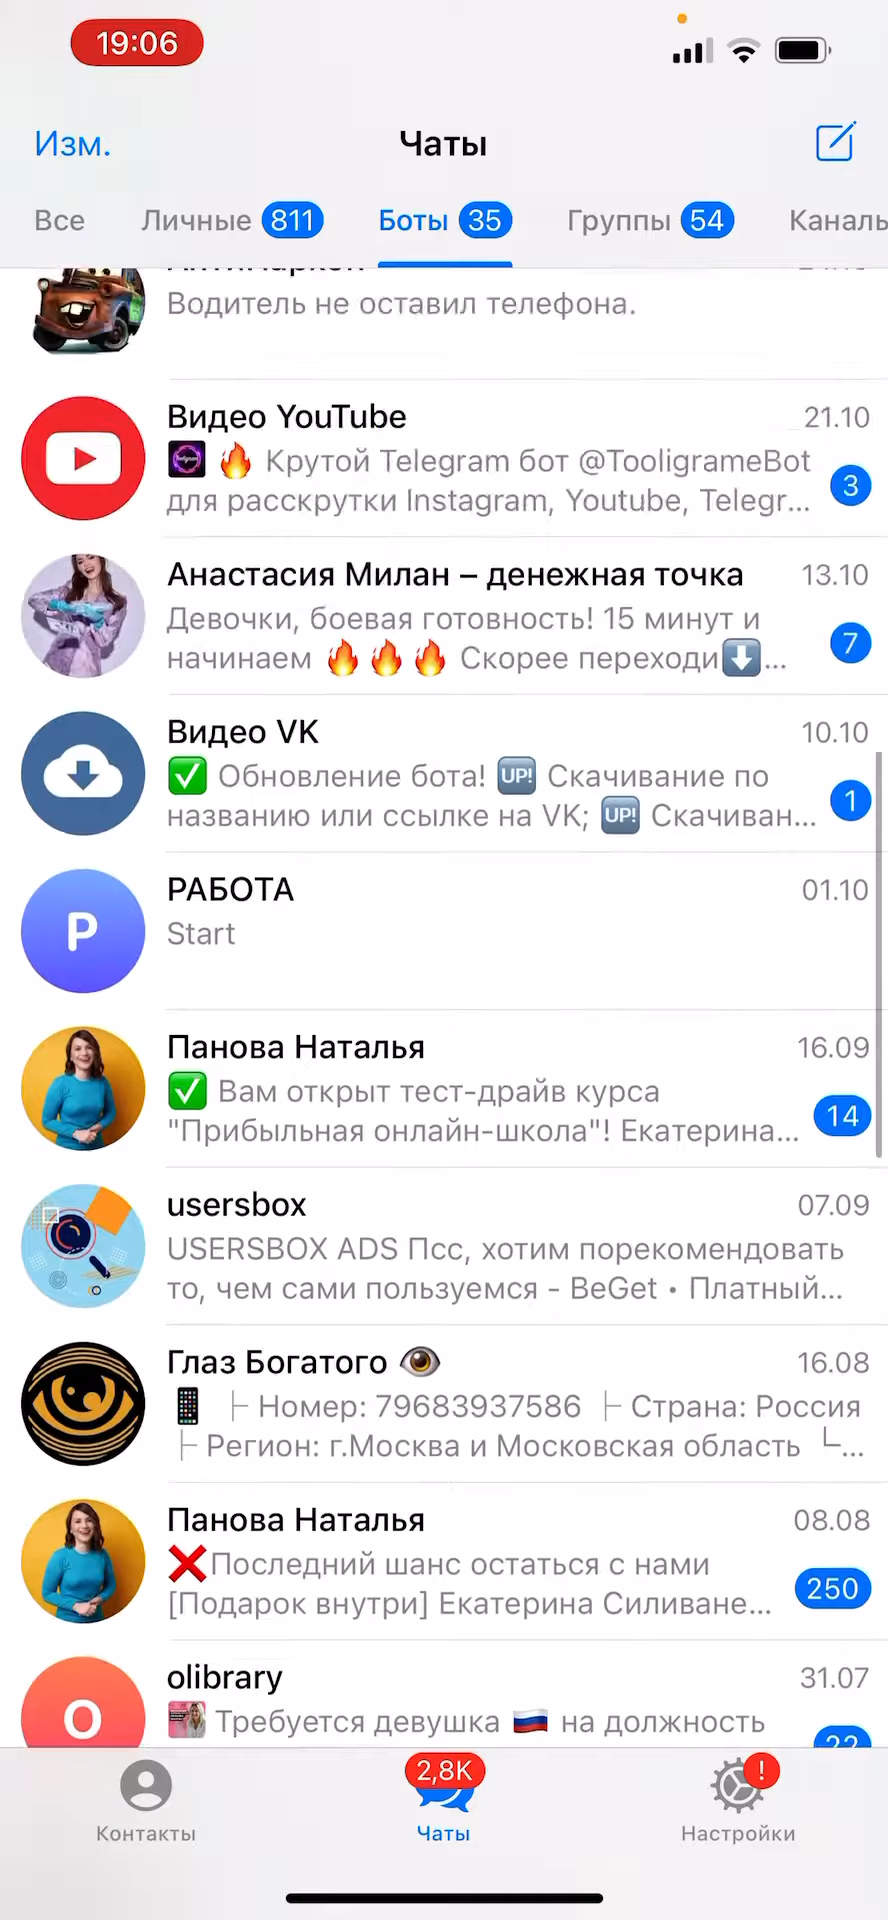 19:06
Изм.
Чаты
Все
Личные 811
Боты 35
Группы 54
Каналь
Водитель не оставил телефона.
Видео YouTube
21.10
🔥 Крутой Telegram бот @TooligrameBot
для расскрутки Instagram, Youtube, Telegr...
3
Анастасия Милан – денежная точка
13.10
Девочки, боевая готовность! 15 минут и
начинаем 🔥🔥🔥 Скорее переходи⬇️...
7
Видео VK
10.10
✅ Обновление бота! 🆙 Скачивание по
названию или ссылке на VK; 🆙 Скачиван...
1
Р
РАБОТА
01.10
Start
Панова Наталья
16.09
✅ Вам открыт тест-драйв курса
"Прибыльная онлайн-школа"! Екатерина...
14
usersbox
07.09
USERSBOX ADS Псс, хотим порекомендовать
то, чем сами пользуемся - BeGet • Платный...
Глаз Богатого 👁
16.08
📱 ├ Номер: 79683937586 ├ Страна: Россия
├ Регион: г.Москва и Московская область └...
Панова Наталья
08.08
❌Последний шанс остаться с нами
[Подарок внутри] Екатерина Силиване...
250
O
olibrary
31.07
Требуется девушка 🇷🇺 на должность
22
2,8K
!
Контакты
Чаты
Настройки